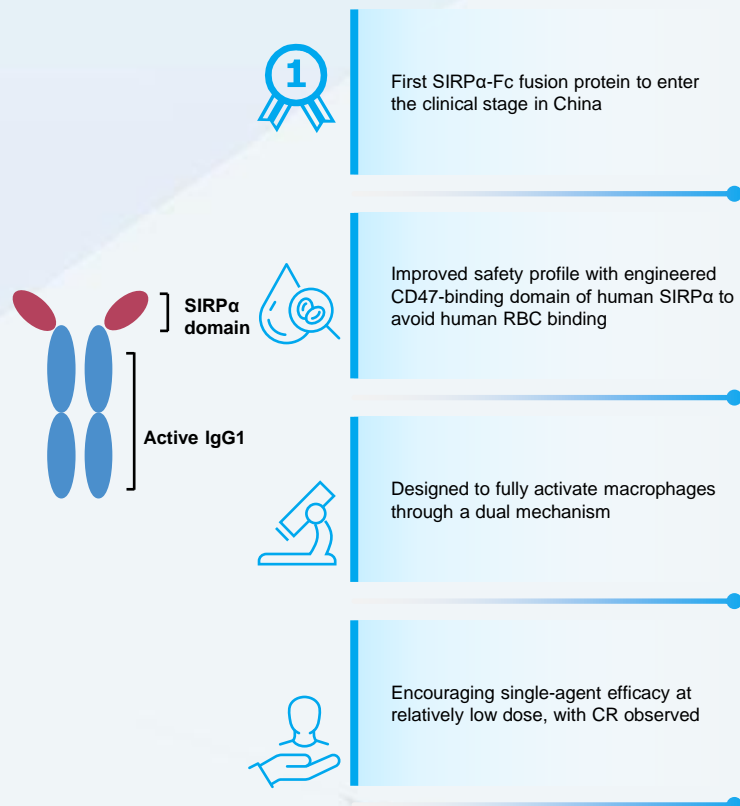 1
First SIRPα-Fc fusion protein to enter
the clinical stage in China
SIRPα
domain
Active IgG1
Improved safety profile with engineered
CD47-binding domain of human SIRPα to
avoid human RBC binding
Designed to fully activate macrophages
through a dual mechanism
Encouraging single-agent efficacy at
relatively low dose, with CR observed